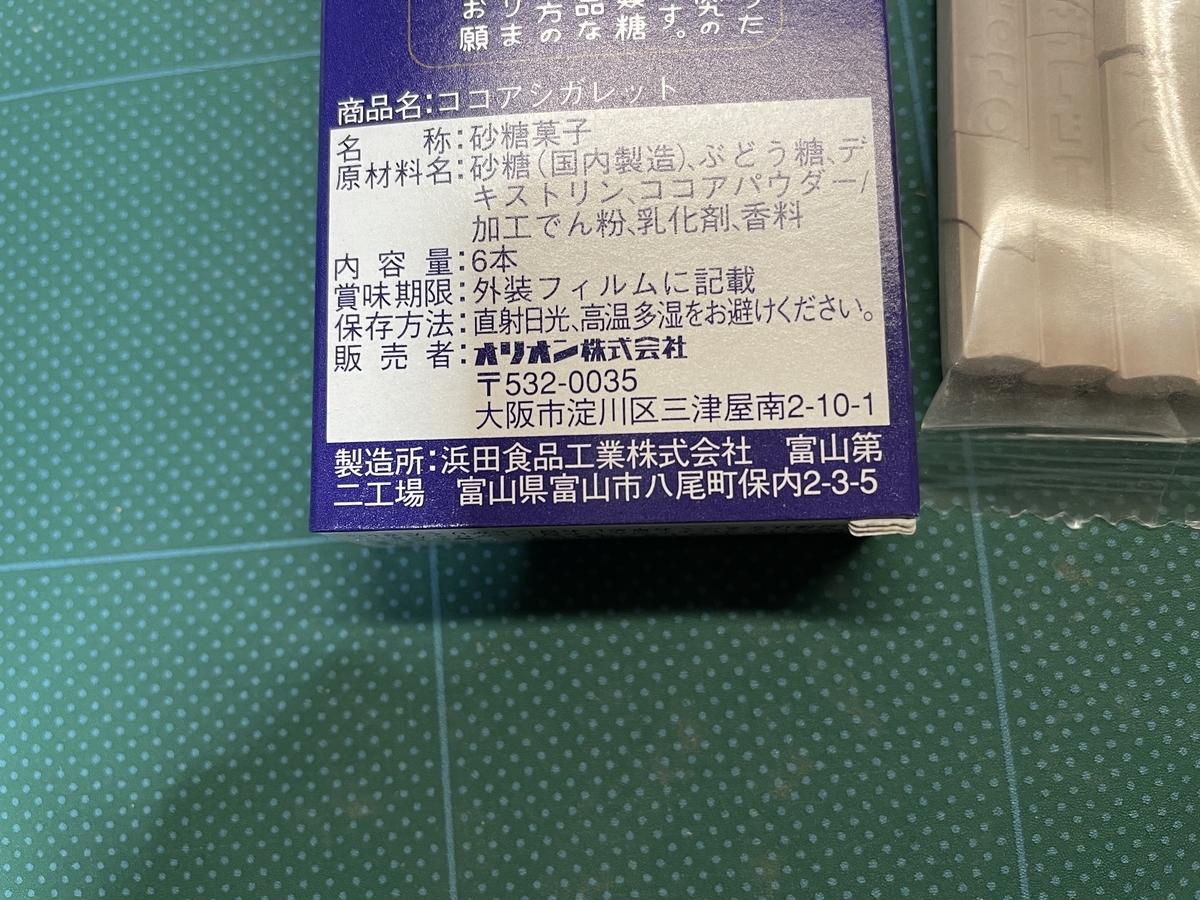 商品名:ココアシガレット
名称:砂糖菓子
原材料名:砂糖(国内製造)、ぶどう糖、デ
キストリン、ココアパウダー/
加工でん粉、乳化剤、香料
内容量:6本
賞味期限:外装フィルムに記載
保存方法:直射日光、高温多湿をお避けください。
販売者:オリオン株式会社
〒532-0035
大阪市淀川区三津屋南2-10-1
製造所:浜田食品工業株式会社 富山第
二工場 富山県富山市八尾町保内2-3-5